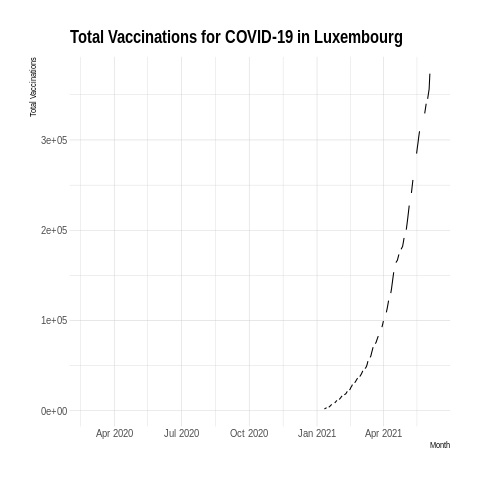 Total Vaccinations for COVID-19 in Luxembourg
Total Vaccinations
3e+05
2e+05
1e+05
0e+00
Apr 2020 Jul 2020 Oct 2020 Jan 2021 Apr 2021
Month